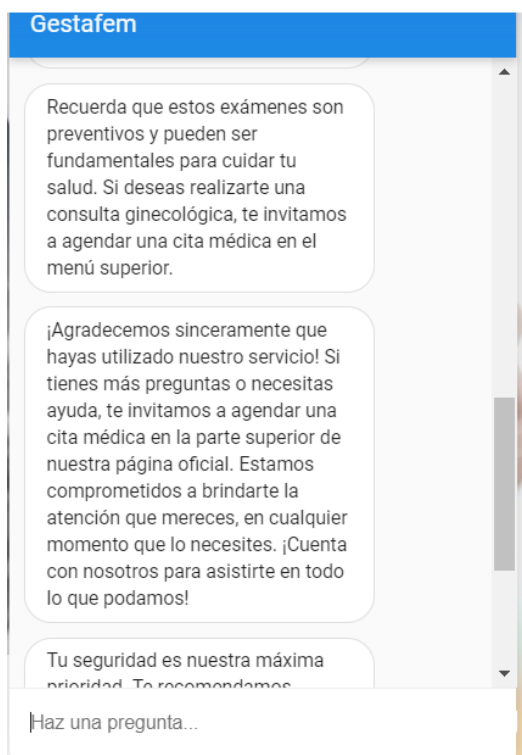 Gestafem
Recuerda que estos exámenes son
preventivos y pueden ser
fundamentales para cuidar tu
salud. Si deseas realizarte una
consulta ginecológica, te invitamos
a agendar una cita médica en el
menú superior.
¡Agradecemos sinceramente que
hayas utilizado nuestro servicio! Si
tienes más preguntas o necesitas
ayuda, te invitamos a agendar una
cita médica en la parte superior de
nuestra página oficial. Estamos
comprometidos a brindarte la
atención que mereces, en cualquier
momento que lo necesites. ¡Cuenta
con nosotros para asistirte en todo
lo que podamos!
Tu seguridad es nuestra máxima
prioridad. Te recomendamos
Haz una pregunta...